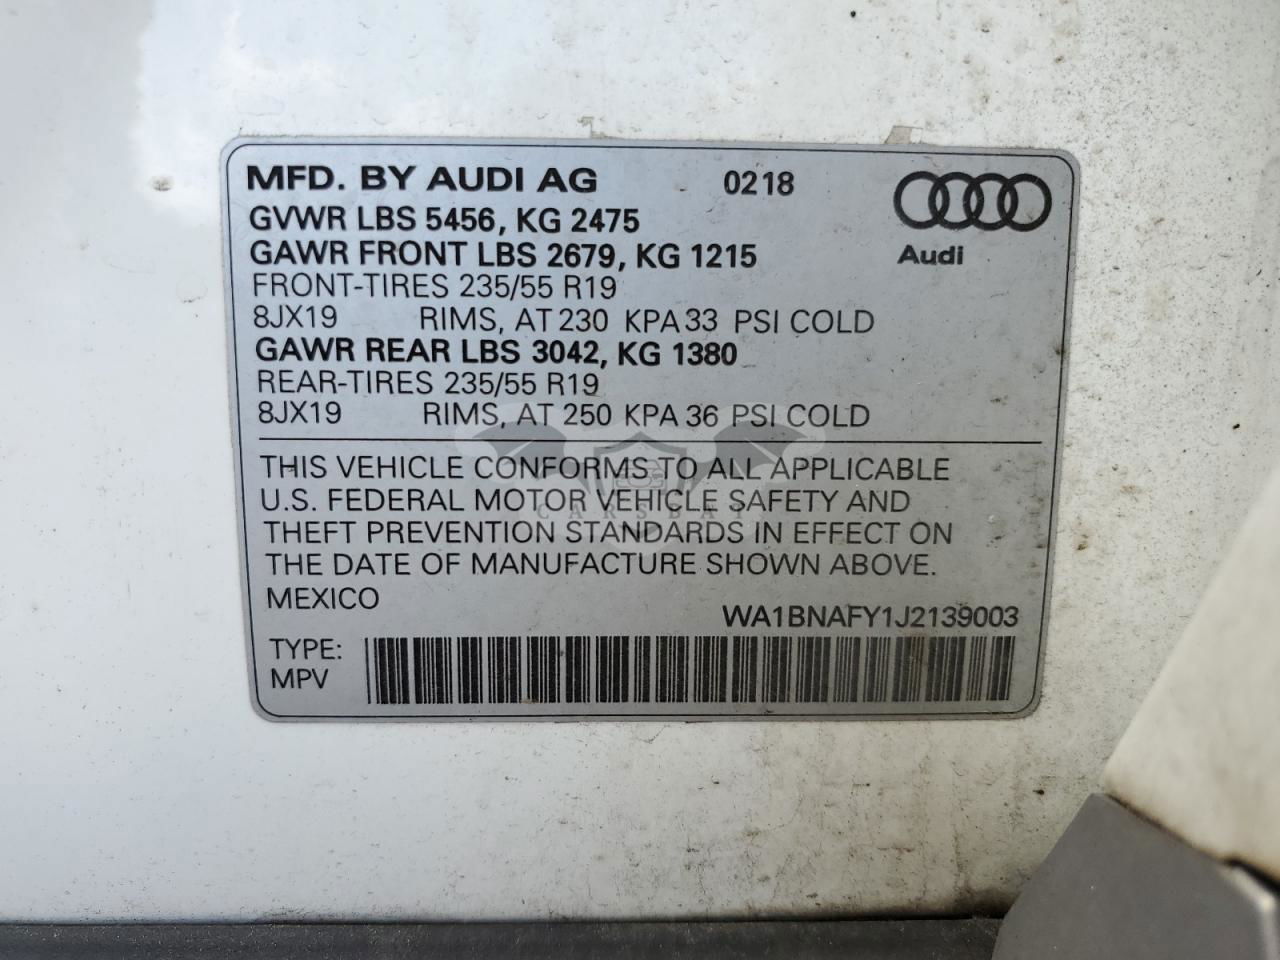 MFD. BY AUDI AG 0218
GVWR LBS 5456, KG 2475
GAWR FRONT LBS 2679, KG 1215
Audi
FRONT-TIRES 235/55 R19
8JX19 RIMS, AT 230 KPA 33 PSI COLD
GAWR REAR LBS 3042, KG 1380
REAR-TIRES 235/55 R19
8JX19 RIMS, AT 250 KPA 36 PSI COLD
THIS VEHICLE CONFORMS TO ALL APPLICABLE
U.S. FEDERAL MOTOR VEHICLE SAFETY AND
CARSBAY
THEFT PREVENTION STANDARDS IN EFFECT ON
THE DATE OF MANUFACTURE SHOWN ABOVE.
MEXICO
WA1BNAFY1J2139003
TYPE:
MPV